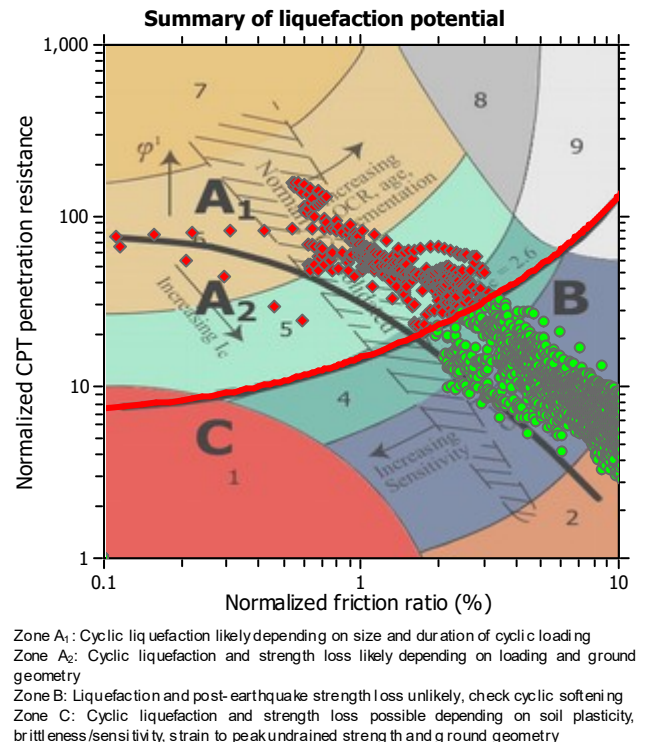 Summary of liquefaction potential
Normalized CPT penetration resistance
1,000
100
10
1
7
8
9
φ'
A1
Increasing
OCR, age,
cementation
6
A2
Increasing Ic
5
= 2.6
B
4
C
1
Increasing
Sensitivity
2
0.1
1
10
Normalized friction ratio (%)
Zone A1: Cyclic liquefaction likely depending on size and duration of cyclic loading
Zone A2: Cyclic liquefaction and strength loss likely depending on loading and ground
geometry
Zone B: Liquefaction and post-earthquake strength loss unlikely, check cyclic softening
Zone C: Cyclic liquefaction and strength loss possible depending on soil plasticity,
brittleness/sensitivity, strain to peak undrained strength and ground geometry